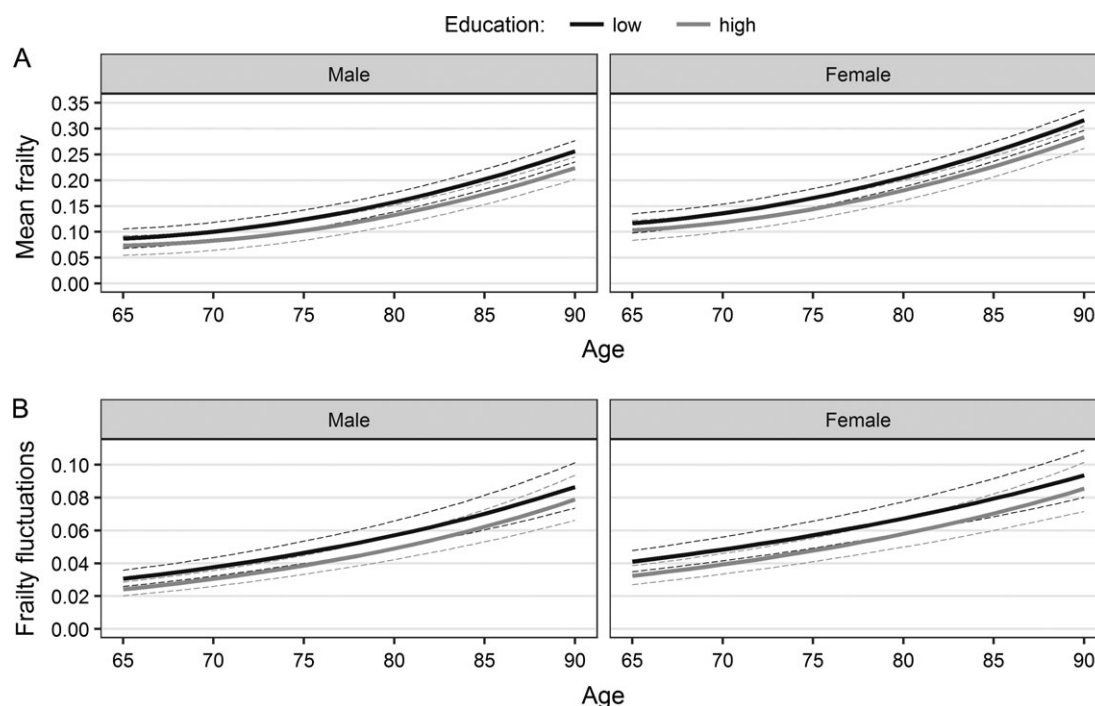 Education: low high
A
Male Female
Mean frailty
0.35
0.30
0.25
0.20
0.15
0.10
0.05
0.00
65 70 75 80 85 90 65 70 75 80 85 90
Age
B
Male Female
Frailty fluctuations
0.10
0.08
0.06
0.04
0.02
0.00
65 70 75 80 85 90 65 70 75 80 85 90
Age